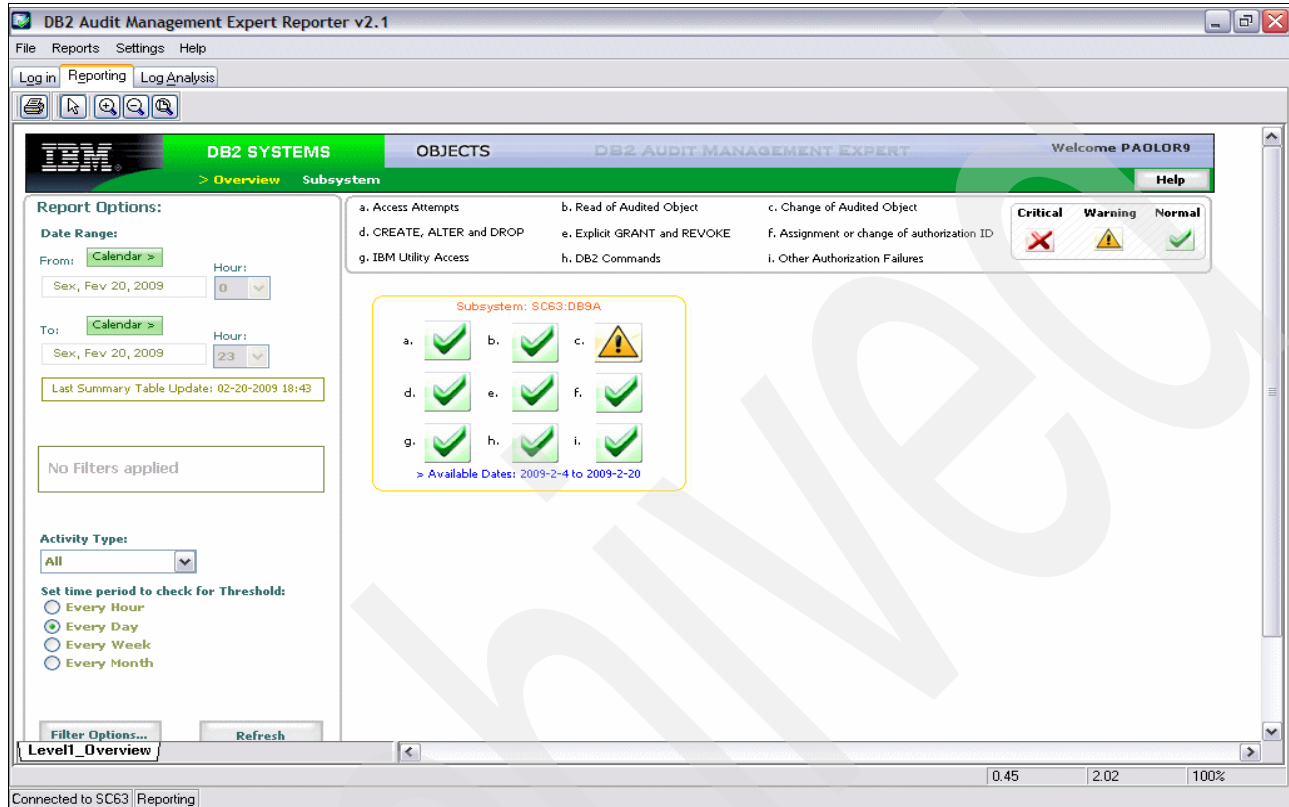 DB2 Audit Management Expert Reporter v2.1
File Reports Settings Help
Log in Reporting Log Analysis
IBM DB2 SYSTEMS OBJECTS DB2 AUDIT MANAGEMENT EXPERT Welcome PAOLOR9
> Overview Subsystem Help
Report Options:
Date Range:
From: Calendar >
Hour:
Sex, Fev 20, 2009 0
To: Calendar >
Hour:
Sex, Fev 20, 2009 23
Last Summary Table Update: 02-20-2009 18:43
No Filters applied
Activity Type:
All
Set time period to check for Threshold:
Every Hour
Every Day
Every Week
Every Month
Filter Options... Refresh
a. Access Attempts b. Read of Audited Object c. Change of Audited Object
d. CREATE, ALTER and DROP e. Explicit GRANT and REVOKE f. Assignment or change of authorization ID
g. IBM Utility Access h. DB2 Commands i. Other Authorization Failures
Critical Warning Normal
Subsystem: SC63:DB9A
a. b. c.
d. e. f.
g. h. i.
> Available Dates: 2009-2-4 to 2009-2-20
Level1_Overview
0.45 2.02 100%
Connected to SC63 Reporting